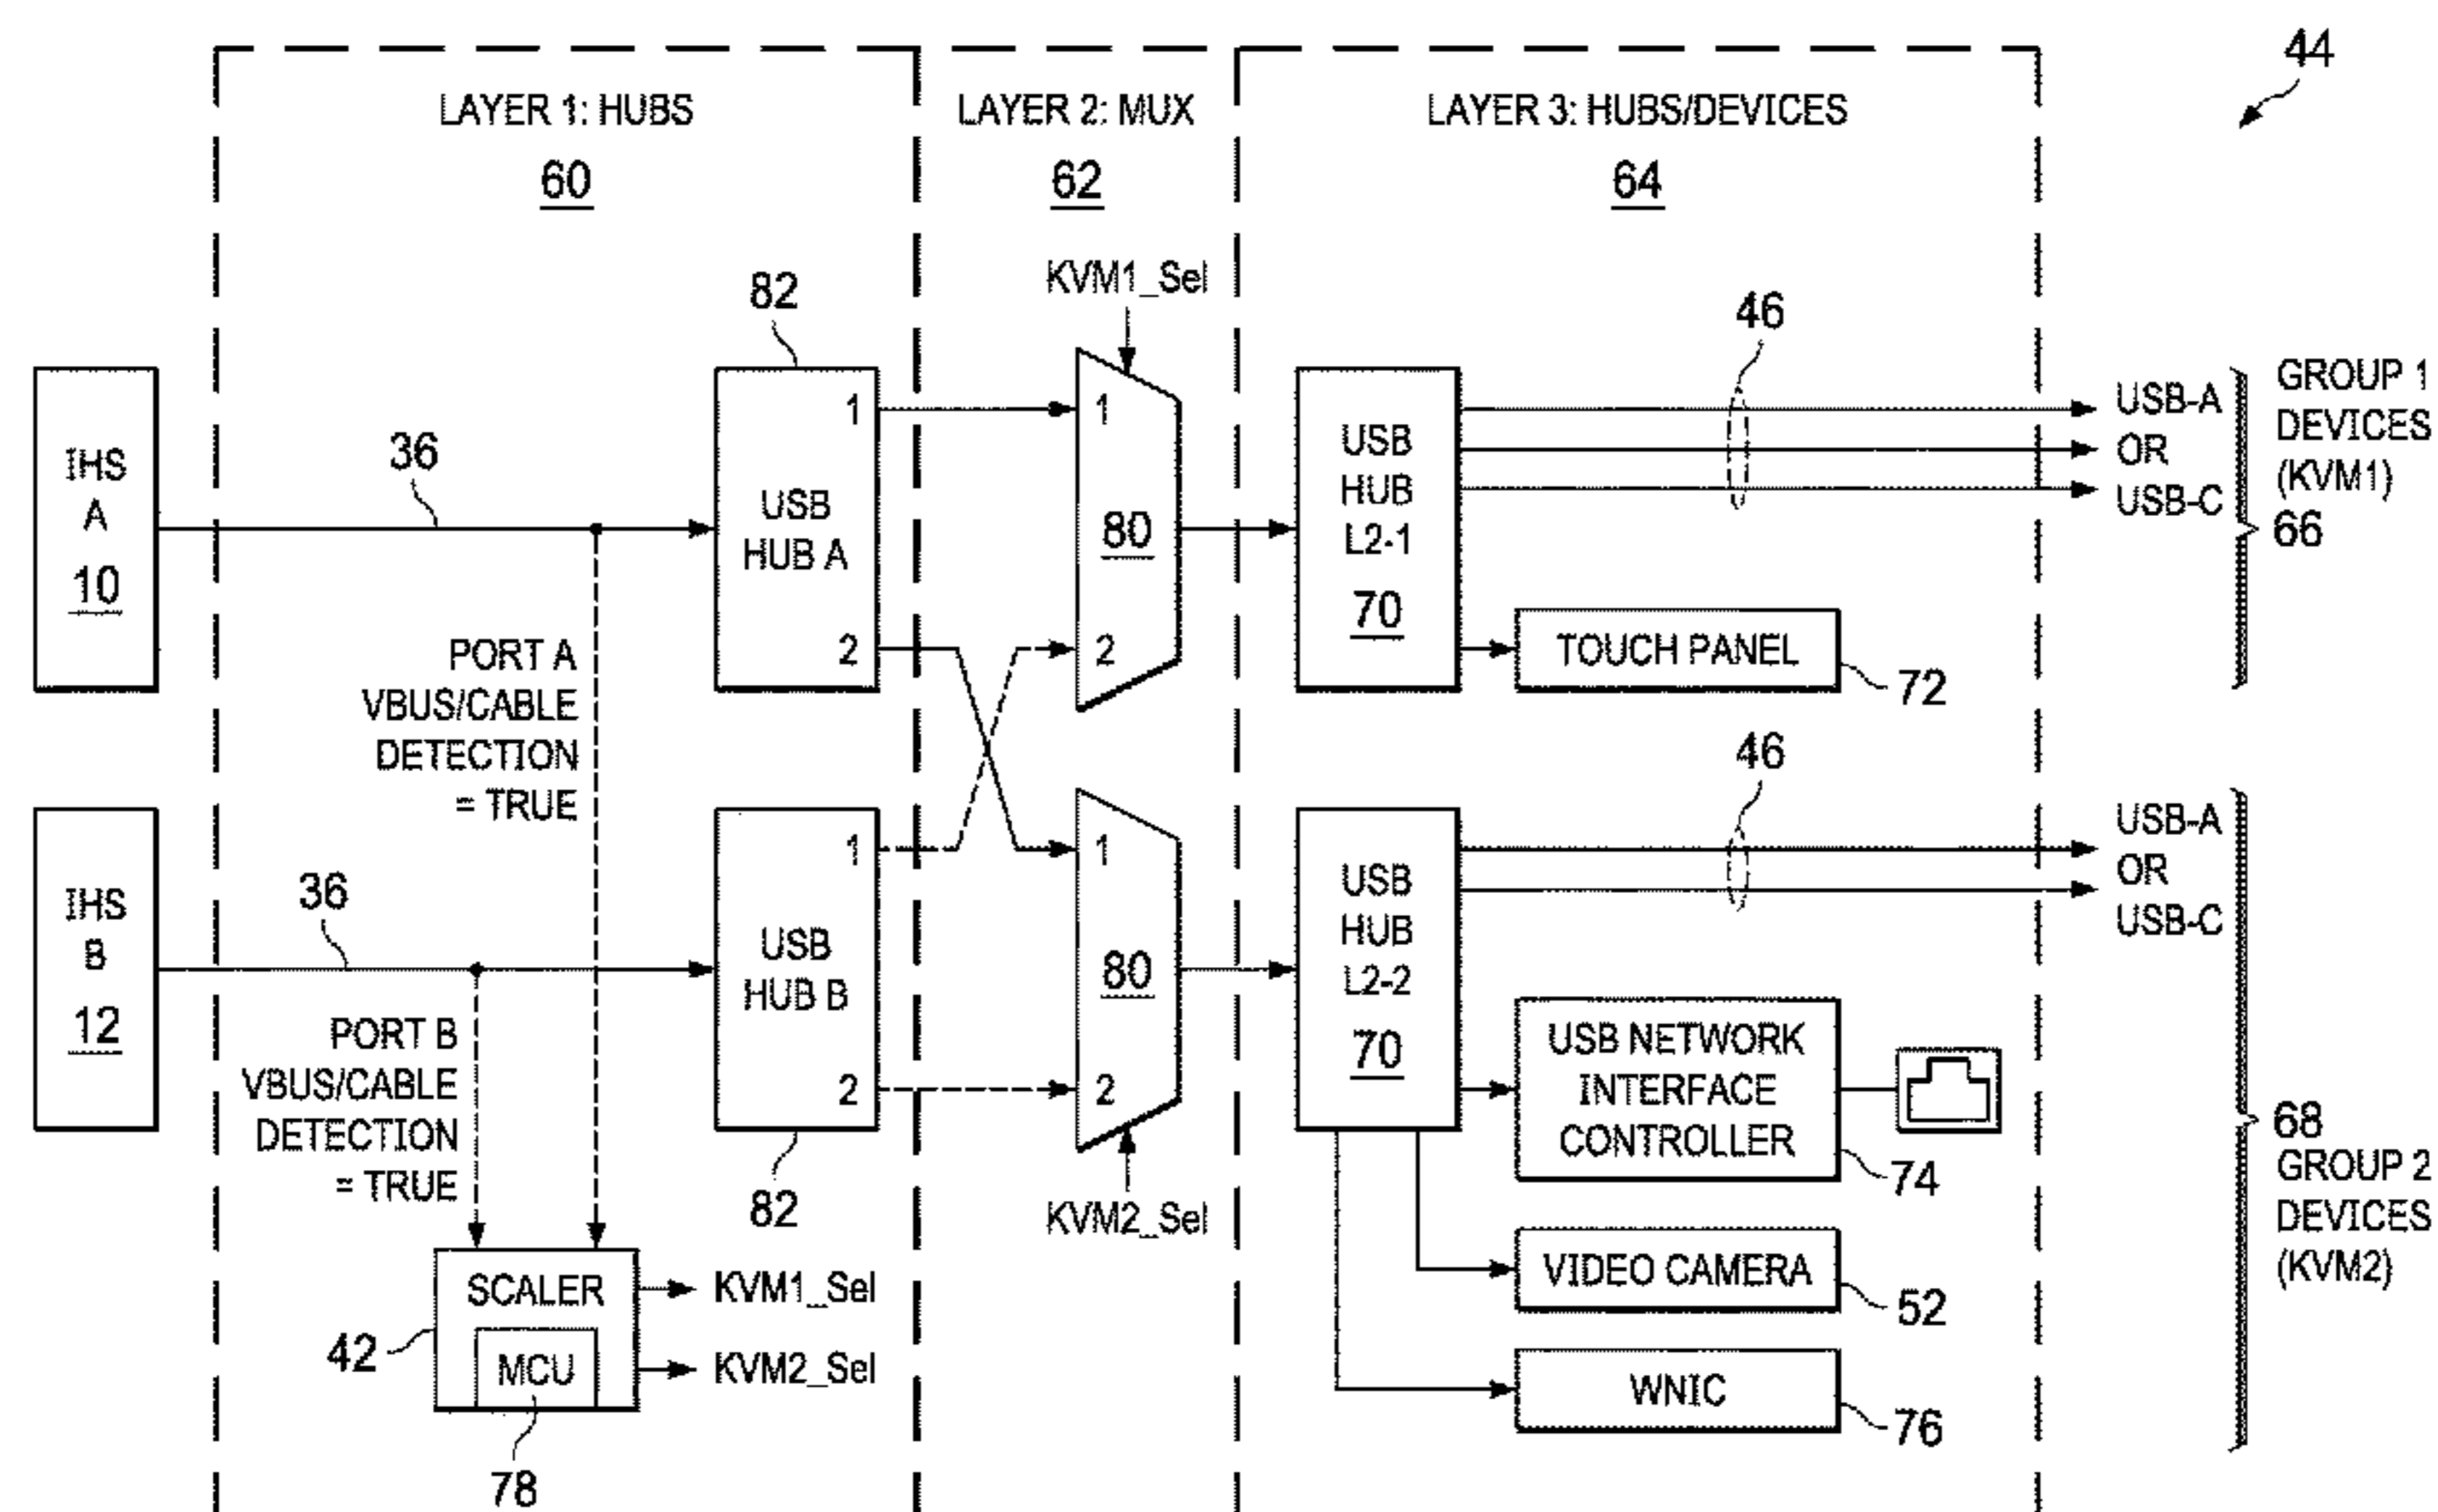 44
LAYER 1: HUBS
60
LAYER 2: MUX
62
LAYER 3: HUBS/DEVICES
64
IHS
A
10
36
PORT A
VBUS/CABLE
DETECTION
= TRUE
82
USB
HUB A
1
2
KVM1_Sel
1
80
2
USB
HUB
L2-1
70
46
TOUCH PANEL
72
USB-A
OR
USB-C
GROUP 1
DEVICES
(KVM1)
66
IHS
B
12
36
PORT B
VBUS/CABLE
DETECTION
= TRUE
USB
HUB B
1
2
82
1
80
2
KVM2_Sel
USB
HUB
L2-2
70
46
USB NETWORK
INTERFACE
CONTROLLER
74
VIDEO CAMERA
52
WNIC
76
USB-A
OR
USB-C
68
GROUP 2
DEVICES
(KVM2)
SCALER
42
MCU
78
KVM1_Sel
KVM2_Sel